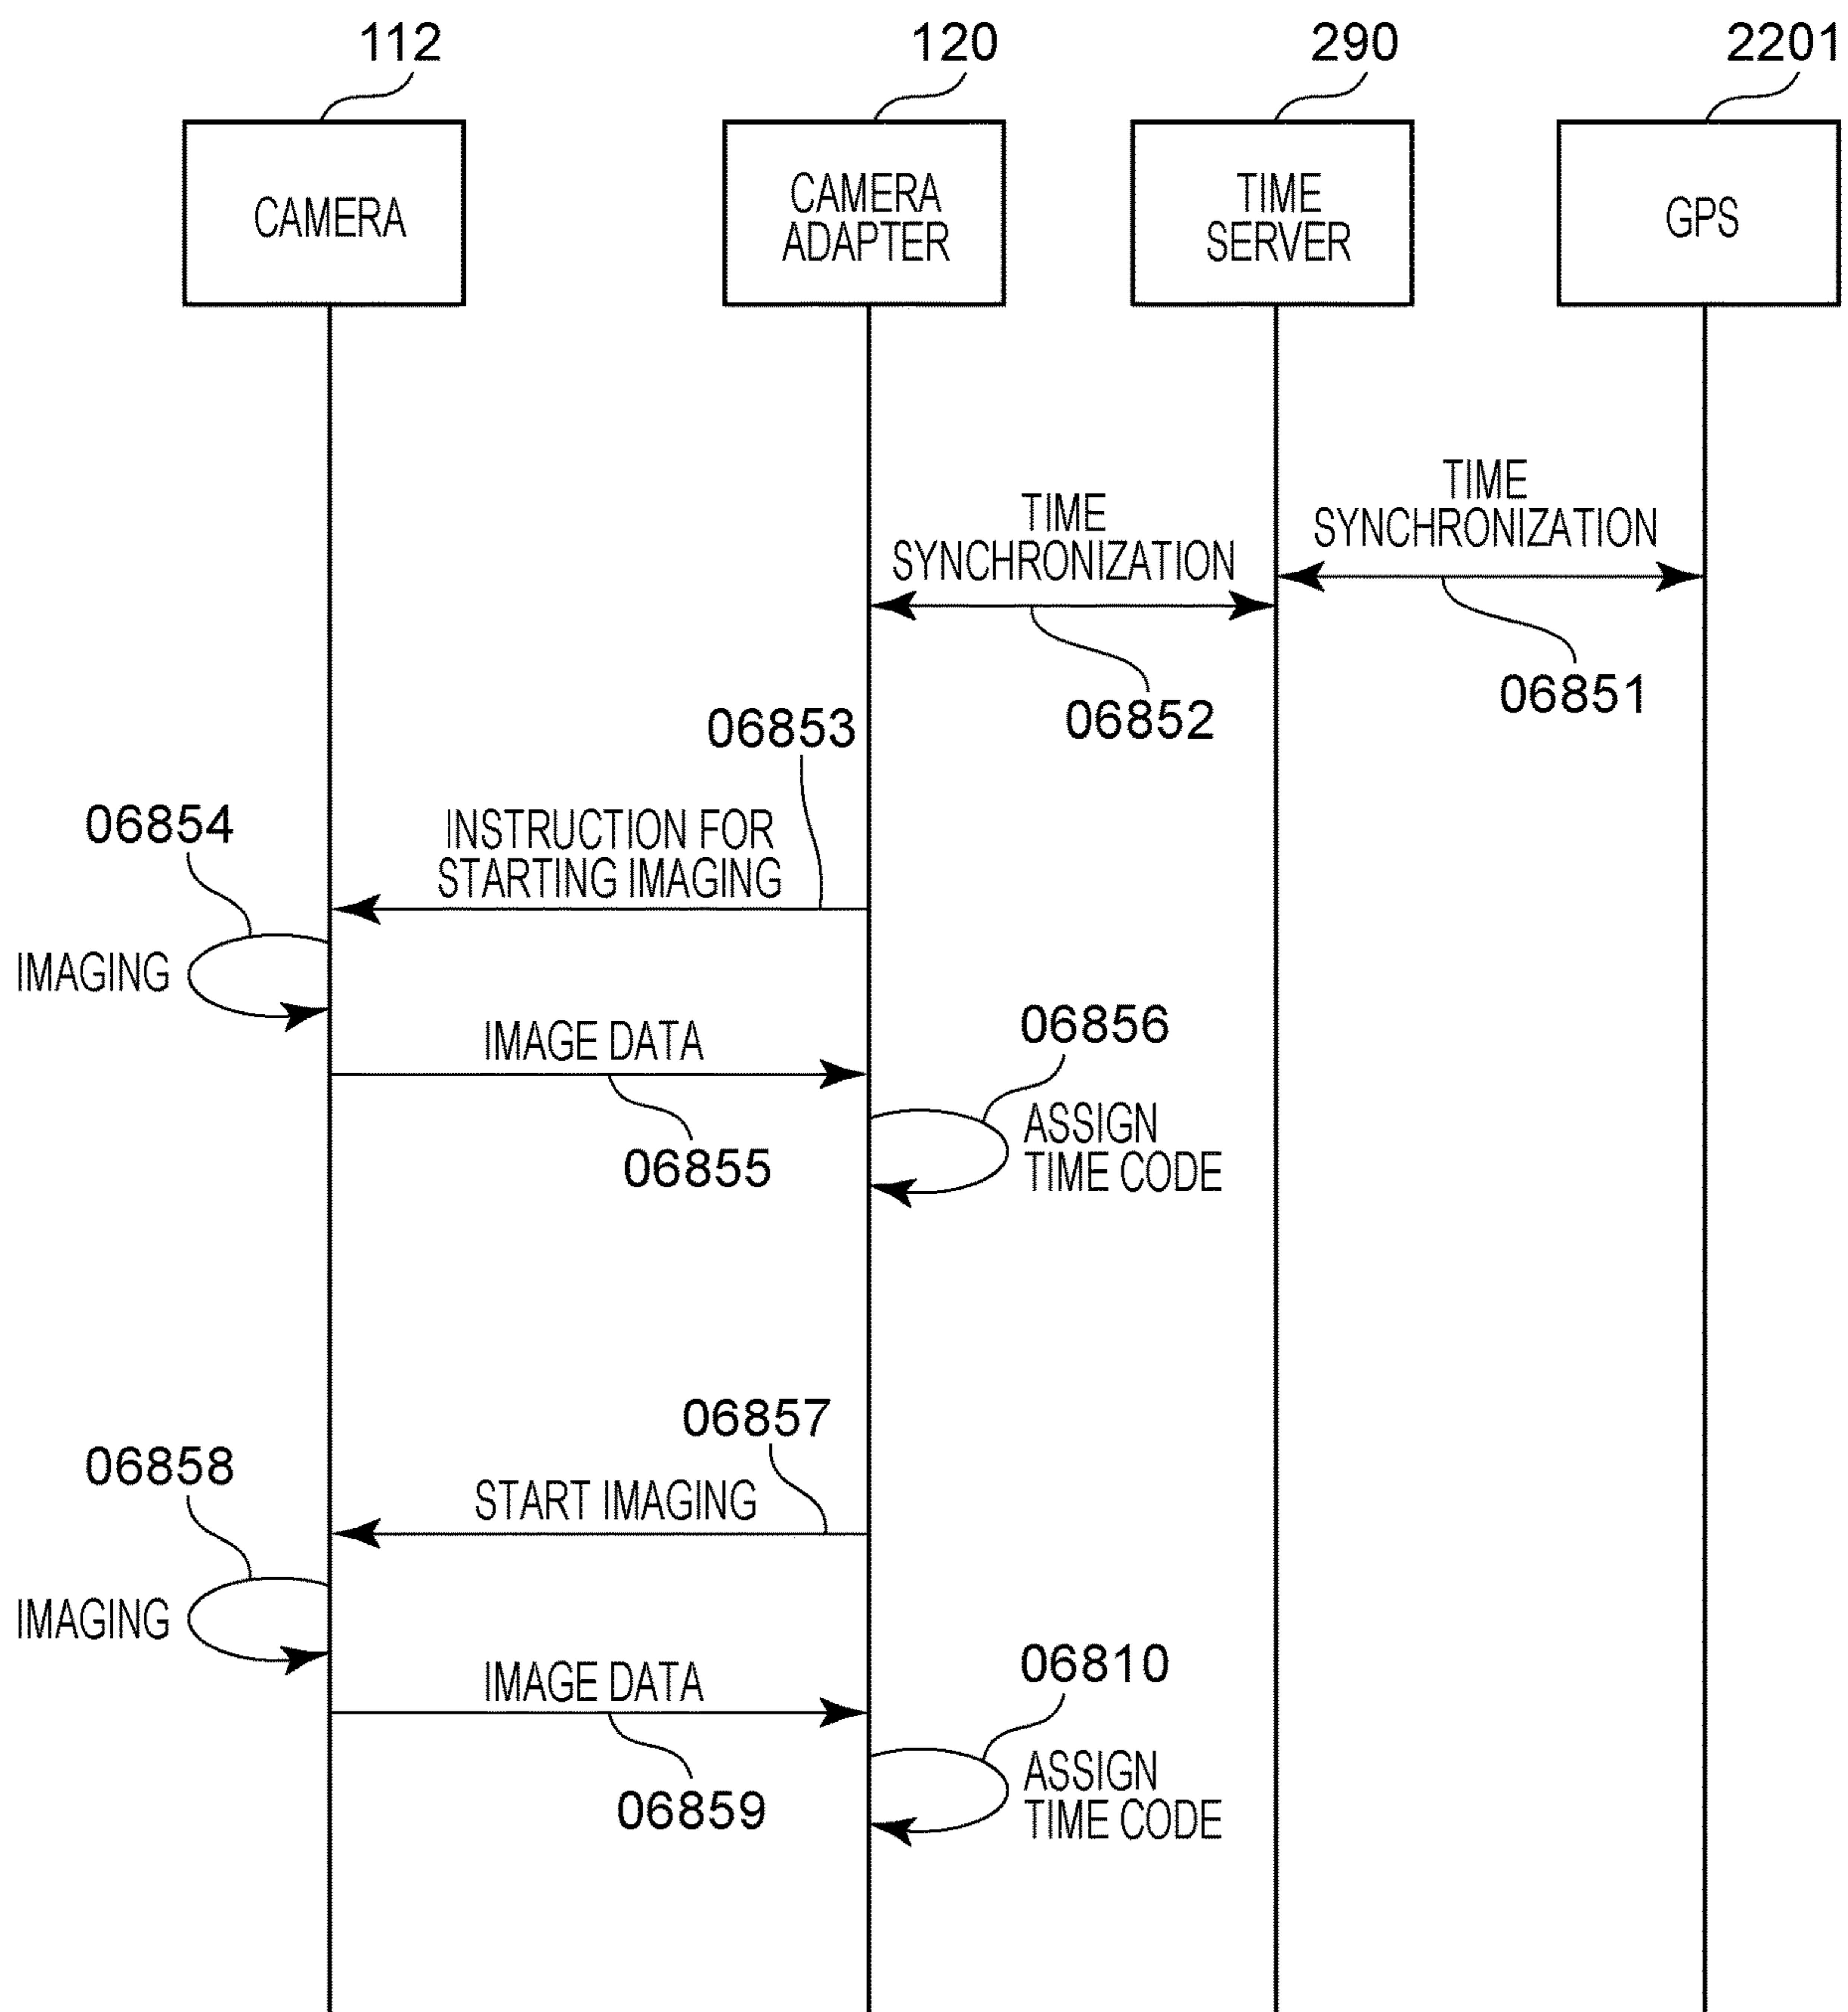 112
120
290
2201
CAMERA
CAMERA
ADAPTER
TIME
SERVER
GPS
TIME
SYNCHRONIZATION
TIME
SYNCHRONIZATION
06851
06852
06853
06854
INSTRUCTION FOR
STARTING IMAGING
IMAGING
IMAGE DATA
06855
06856
ASSIGN
TIME CODE
06857
06858
START IMAGING
IMAGING
IMAGE DATA
06859
06810
ASSIGN
TIME CODE